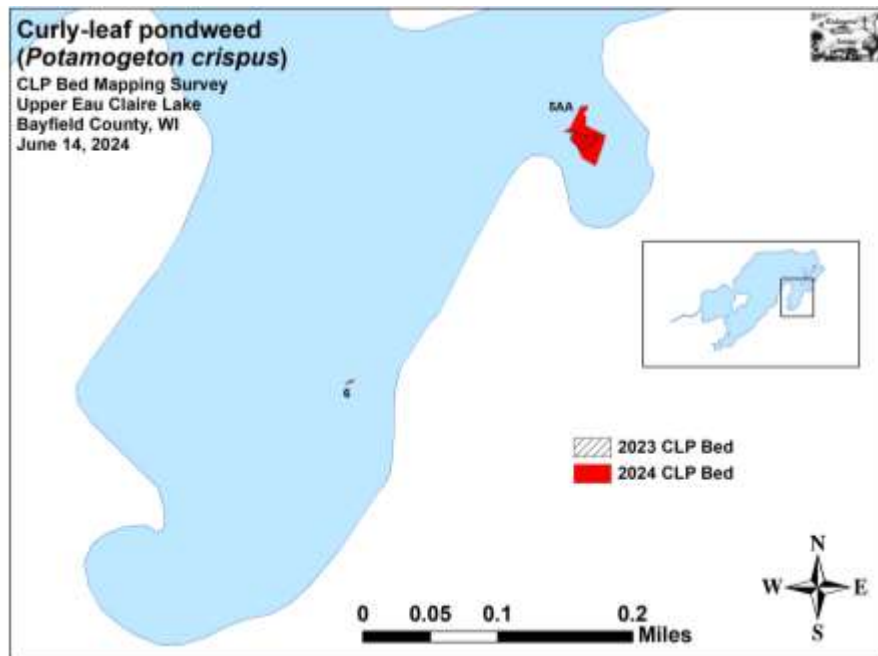 Curly-leaf pondweed
(Potamogeton crispus)
CLP Bed Mapping Survey
Upper Eau Claire Lake
Bayfield County, WI
June 14, 2024
5AA
6
2023 CLP Bed
2024 CLP Bed
N
W E
S
0 0.05 0.1 0.2
Miles